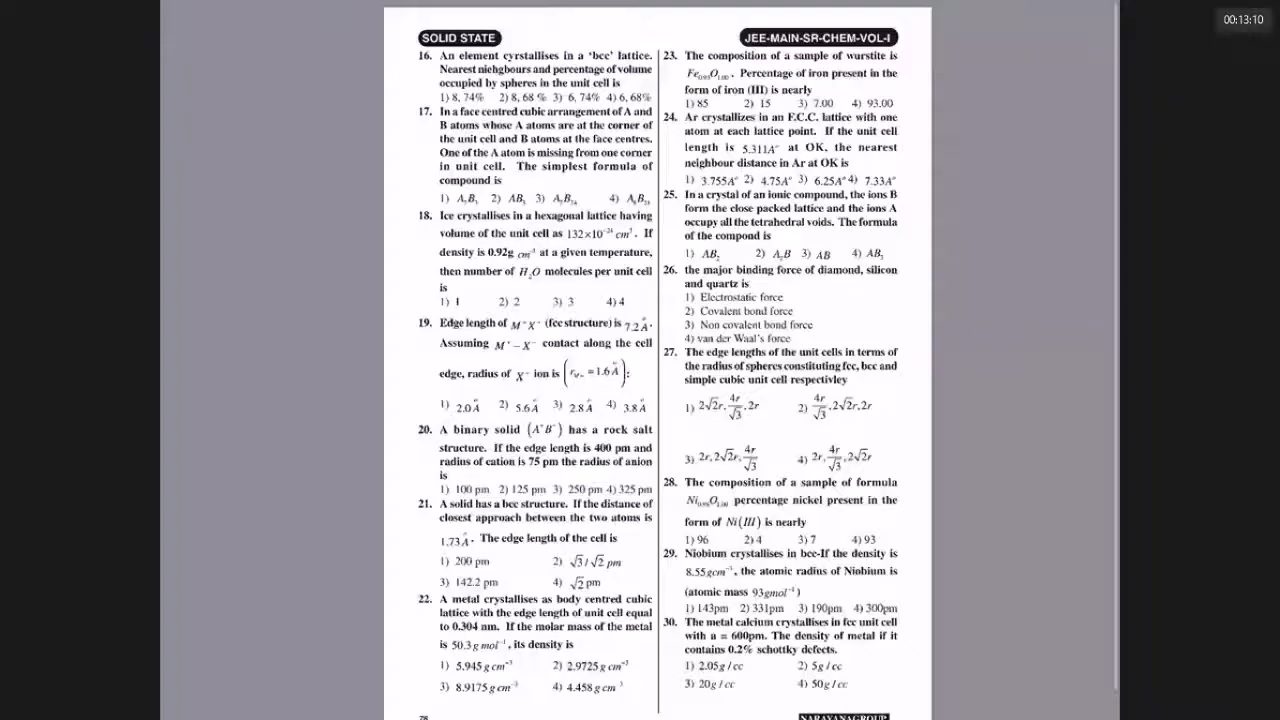 00:13:10
SOLID STATE
JEE-MAIN-SR-CHEM-VOL-I
16. An element cyrstallises in a 'bcc' lattice.
Nearest niehgbours and percentage of volume
occupied by spheres in the unit cell is
1) 8, 74% 2) 8, 68 % 3) 6, 74% 4) 6, 68%
17. In a face centred cubic arrangement of A and
B atoms whose A atoms are at the corner of
the unit cell and B atoms at the face centres.
One of the A atom is missing from one corner
in unit cell. The simplest formula of
compound is
1) A₇B₃ 2) AB₃ 3) A₇B₂₄ 4) A₈B₂₄
18. Ice crystallises in a hexagonal lattice having
volume of the unit cell as 132×10⁻²⁴ cm³. If
density is 0.92g cm⁻³ at a given temperature,
then number of H₂O molecules per unit cell
is
1) 1 2) 2 3) 3 4) 4
19. Edge length of M⁺X⁻ (fcc structure) is 7.2 Å.
Assuming M⁺ – X⁻ contact along the cell
edge, radius of X⁻ ion is (r_M+ = 1.6 Å):
1) 2.0 Å 2) 5.6 Å 3) 2.8 Å 4) 3.8 Å
20. A binary solid (A⁺B⁻) has a rock salt
structure. If the edge length is 400 pm and
radius of cation is 75 pm the radius of anion
is
1) 100 pm 2) 125 pm 3) 250 pm 4) 325 pm
21. A solid has a bcc structure. If the distance of
closest approach between the two atoms is
1.73 Å. The edge length of the cell is
1) 200 pm 2) √3/√2 pm
3) 142.2 pm 4) √2 pm
22. A metal crystallises as body centred cubic
lattice with the edge length of unit cell equal
to 0.304 nm. If the molar mass of the metal
is 50.3 g mol⁻¹, its density is
1) 5.945 g cm⁻³ 2) 2.9725 g cm⁻³
3) 8.9175 g cm⁻³ 4) 4.458 g cm⁻³
23. The composition of a sample of wurstite is
Fe₀.₉₃O₁.₀₀. Percentage of iron present in the
form of iron (III) is nearly
1) 85 2) 15 3) 7.00 4) 93.00
24. Ar crystallizes in an F.C.C. lattice with one
atom at each lattice point. If the unit cell
length is 5.311A° at OK, the nearest
neighbour distance in Ar at OK is
1) 3.755A° 2) 4.75A° 3) 6.25A° 4) 7.33A°
25. In a crystal of an ionic compound, the ions B
form the close packed lattice and the ions A
occupy all the tetrahedral voids. The formula
of the compond is
1) AB₂ 2) A₂B 3) AB 4) AB₃
26. the major binding force of diamond, silicon
and quartz is
1) Electrostatic force
2) Covalent bond force
3) Non covalent bond force
4) van der Waal's force
27. The edge lengths of the unit cells in terms of
the radius of spheres constituting fcc, bcc and
simple cubic unit cell respectivley
1) 2√2r, 4r/√3, 2r 2) 4r/√3, 2√2r, 2r
3) 2r, 2√2r, 4r/√3 4) 2r, 4r/√3, 2√2r
28. The composition of a sample of formula
Ni₀.₉₈O₁.₀₀ percentage nickel present in the
form of Ni(III) is nearly
1) 96 2) 4 3) 7 4) 93
29. Niobium crystallises in bcc-If the density is
8.55gcm⁻³, the atomic radius of Niobium is
(atomic mass 93gmol⁻¹)
1) 143pm 2) 331pm 3) 190pm 4) 300pm
30. The metal calcium crystallises in fcc unit cell
with a = 600pm. The density of metal if it
contains 0.2% schottky defects.
1) 2.05g / cc 2) 5g / cc
3) 20g / cc 4) 50g / cc
78
NARAYANAGROUP